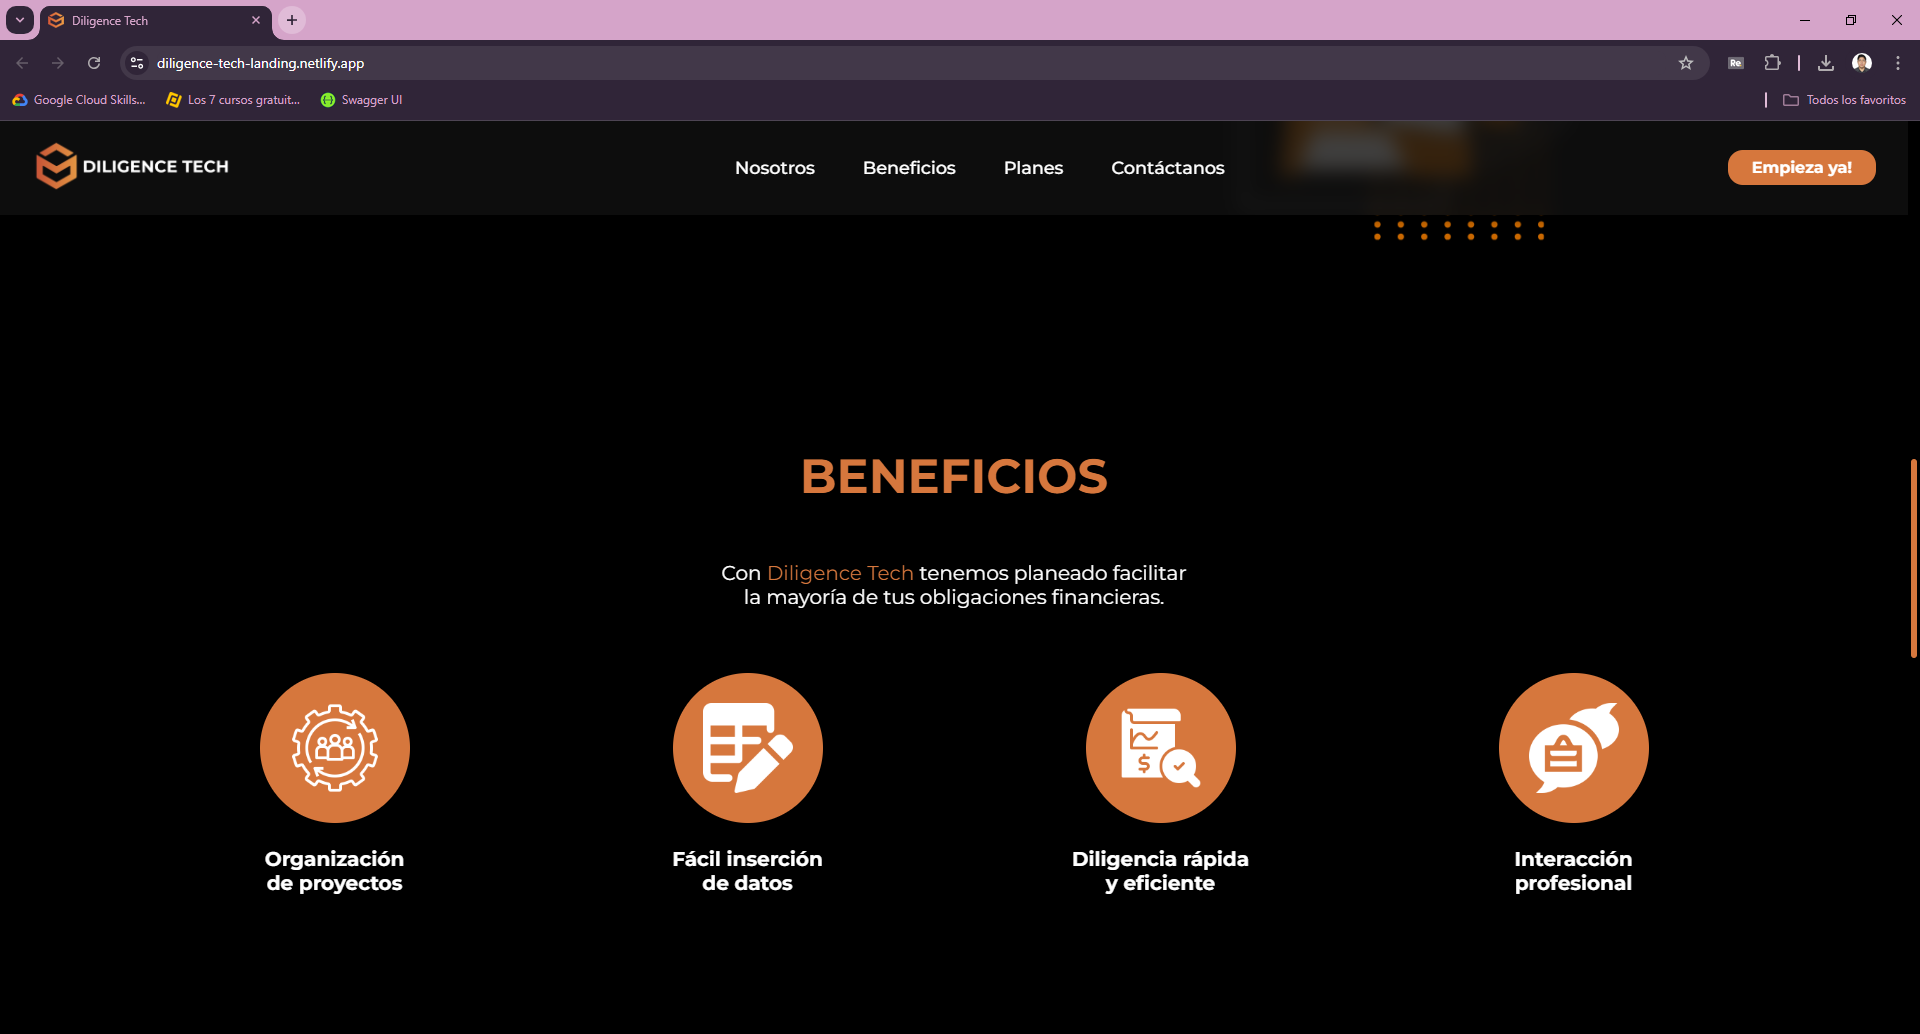 Diligence Tech
diligence-tech-landing.netlify.app
Re
Google Cloud Skills...
Los 7 cursos gratuit...
Swagger UI
Todos los favoritos
DILIGENCE TECH
Nosotros
Beneficios
Planes
Contáctanos
Empieza ya!
BENEFICIOS
Con Diligence Tech tenemos planeado facilitar
la mayoría de tus obligaciones financieras.
$
Organización
de proyectos
Fácil inserción
de datos
Diligencia rápida
y eficiente
Interacción
profesional